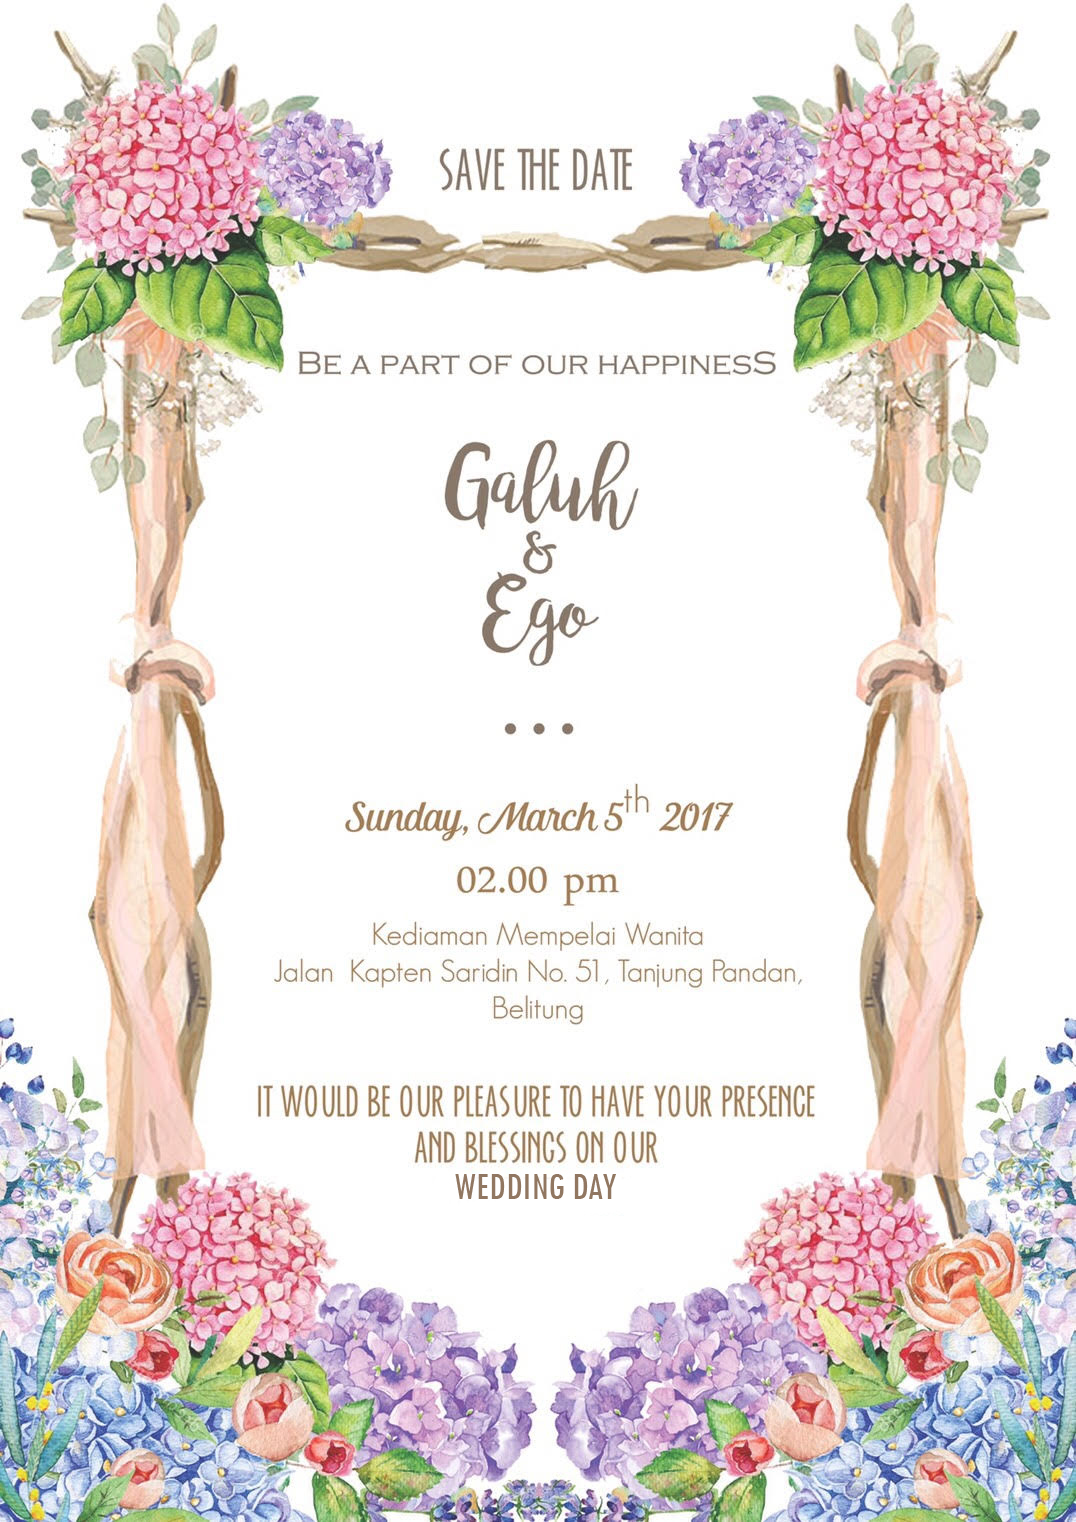 SAVE THE DATE
BE A PART OF OUR HAPPINESS
Galuh
&
Ego
...
Sunday, March 5th 2017
02.00 pm
Kediaman Mempelai Wanita
Jalan Kapten Saridin No. 51, Tanjung Pandan,
Belitung
IT WOULD BE OUR PLEASURE TO HAVE YOUR PRESENCE
AND BLESSINGS ON OUR
WEDDING DAY